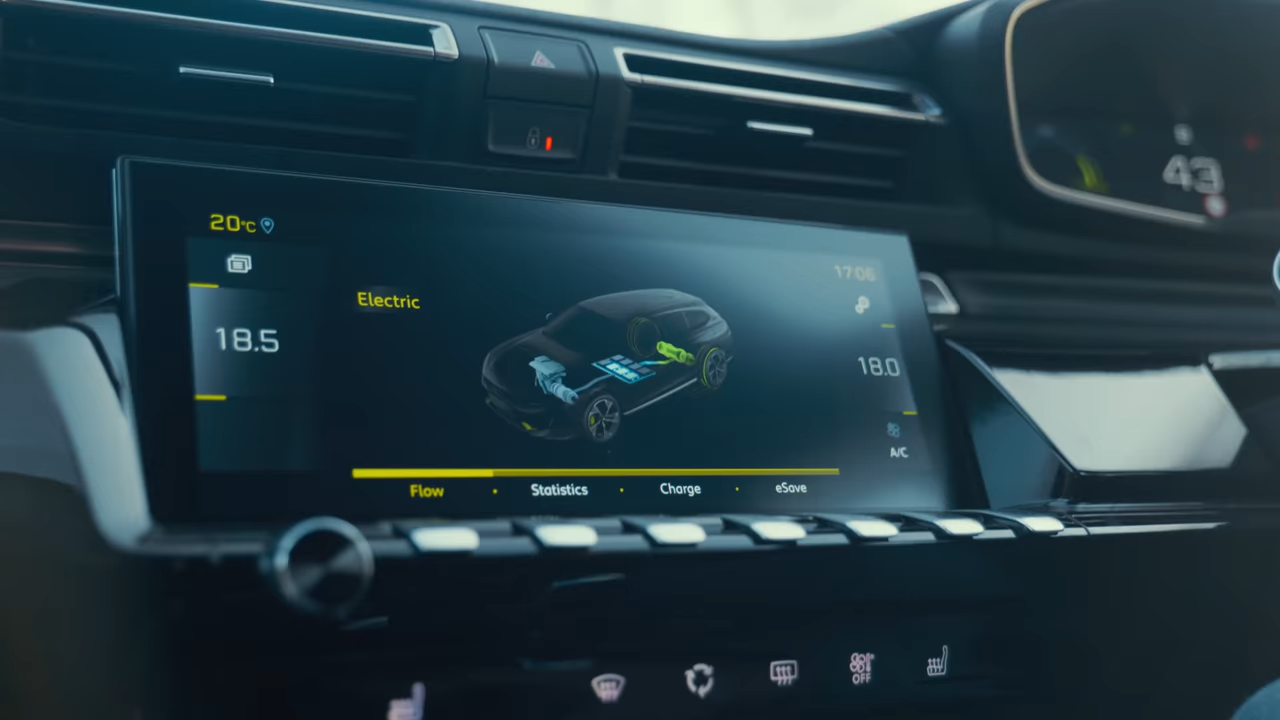 43
20°C
17:06
Electric
18.5
18.0
A/C
Flow • Statistics • Charge • eSave
OFF